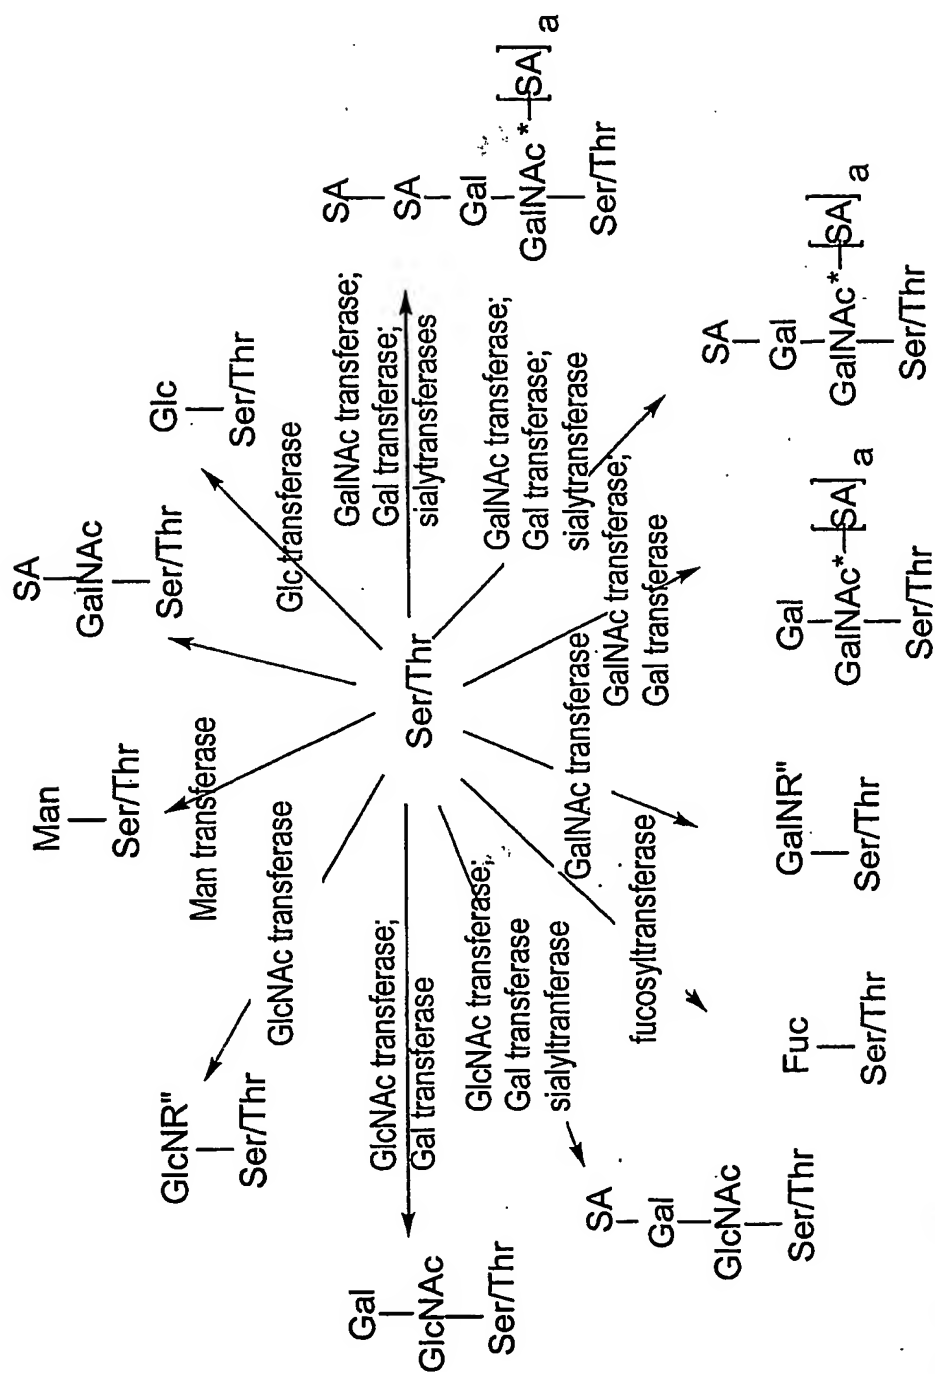 Man
Ser/Thr
SA
GalNAc
Ser/Thr
GlcNR"
Ser/Thr
Glc
Ser/Thr
Man transferase
GlcNAc transferase
Glc transferase
Gal
GlcNAc
Ser/Thr
GlcNAc transferase;
Gal transferase
Ser/Thr
GalNAc transferase;
Gal transferase;
sialytransferases
SA
SA
Gal
GalNAc*[SA]a
Ser/Thr
GlcNAc transferase;
Gal transferase
sialyltranferase
GalNAc transferase;
Gal transferase;
sialytransferase
GalNAc transferase
GalNAc transferase;
Gal transferase
fucosyltransferase
SA
Gal
GlcNAc
Ser/Thr
Fuc
Ser/Thr
GalNR"
Ser/Thr
Gal
GalNAc*[SA]a
Ser/Thr
SA
Gal
GalNAc*[SA]a
Ser/Thr